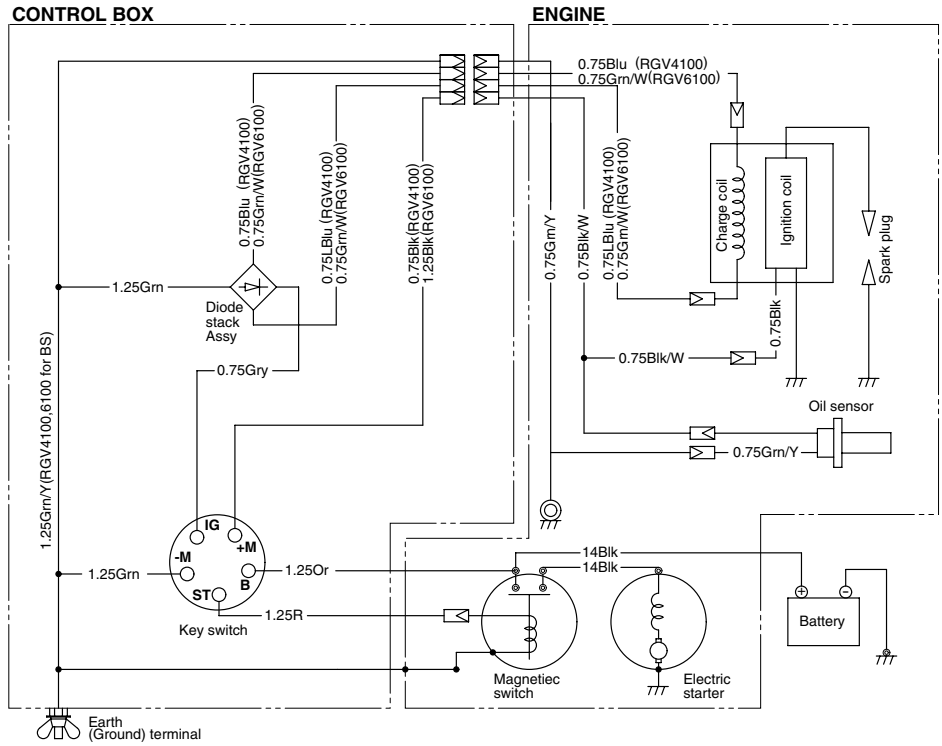 CONTROL BOX
ENGINE
0.75Blu (RGV4100)
0.75Grn/W(RGV6100)
0.75Blu (RGV4100)
0.75Grn/W(RGV6100)
0.75LBlu (RGV4100)
0.75Grn/W(RGV6100)
0.75Blk(RGV4100)
1.25Blk(RGV6100)
0.75Grn/Y
0.75Blk/W
0.75LBlu (RGV4100)
0.75Grn/W(RGV6100)
Charge coil
Ignition coil
Spark plug
1.25Grn
Diode
stack
Assy
0.75Blk
0.75Gry
0.75Blk/W
1.25Grn/Y(RGV4100,6100 for BS)
Oil sensor
0.75Grn/Y
IG
+M
-M
B
ST
1.25Grn
1.25Or
1.25R
Key switch
14Blk
14Blk
+
-
Battery
Magnetiec
switch
Electric
starter
Earth
(Ground) terminal